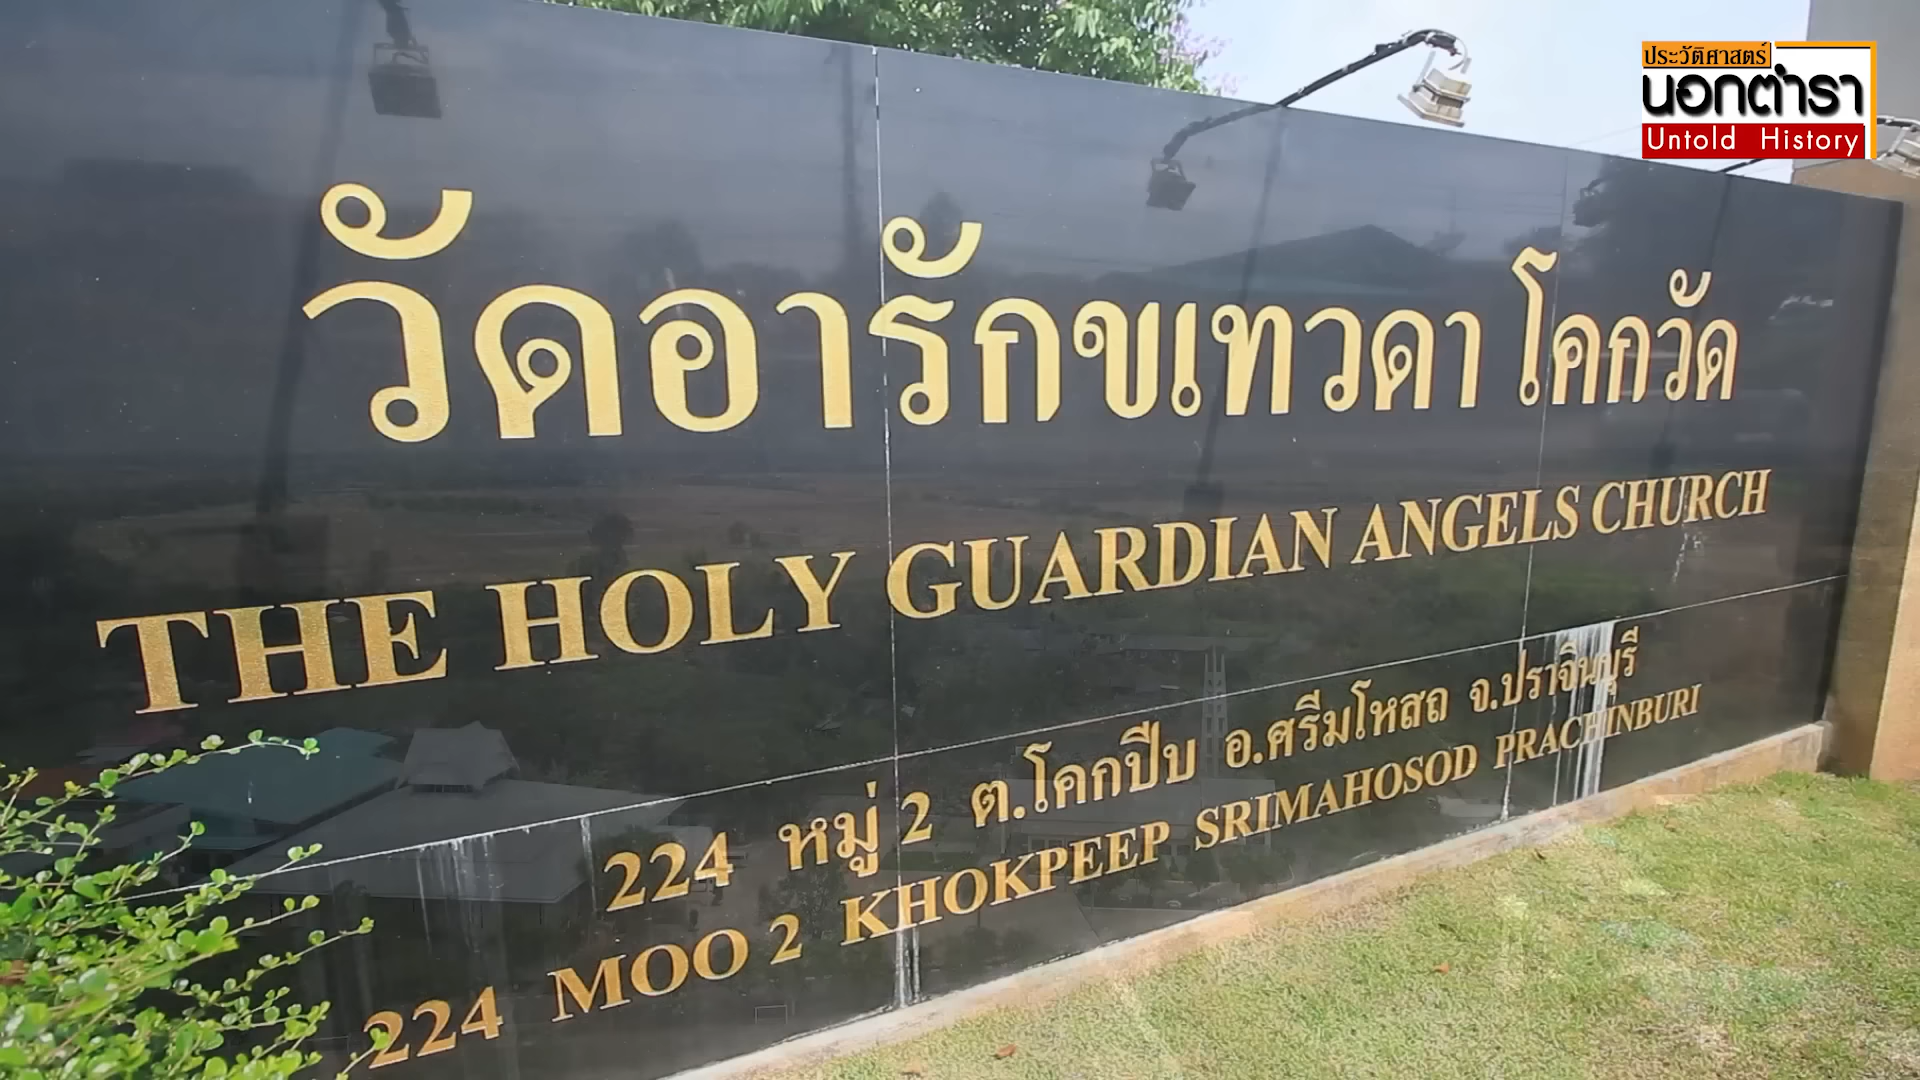 ประวัติศาสตร์
นอกตำรา
Untold History
วัดอารักขเทวดา โคกวัด
THE HOLY GUARDIAN ANGELS CHURCH
224 หมู่ 2 ต.โคกปีบ อ.ศรีมโหสถ จ.ปราจินบุรี
224 MOO 2 KHOKPEEP SRIMAHOSOD PRACHINBURI